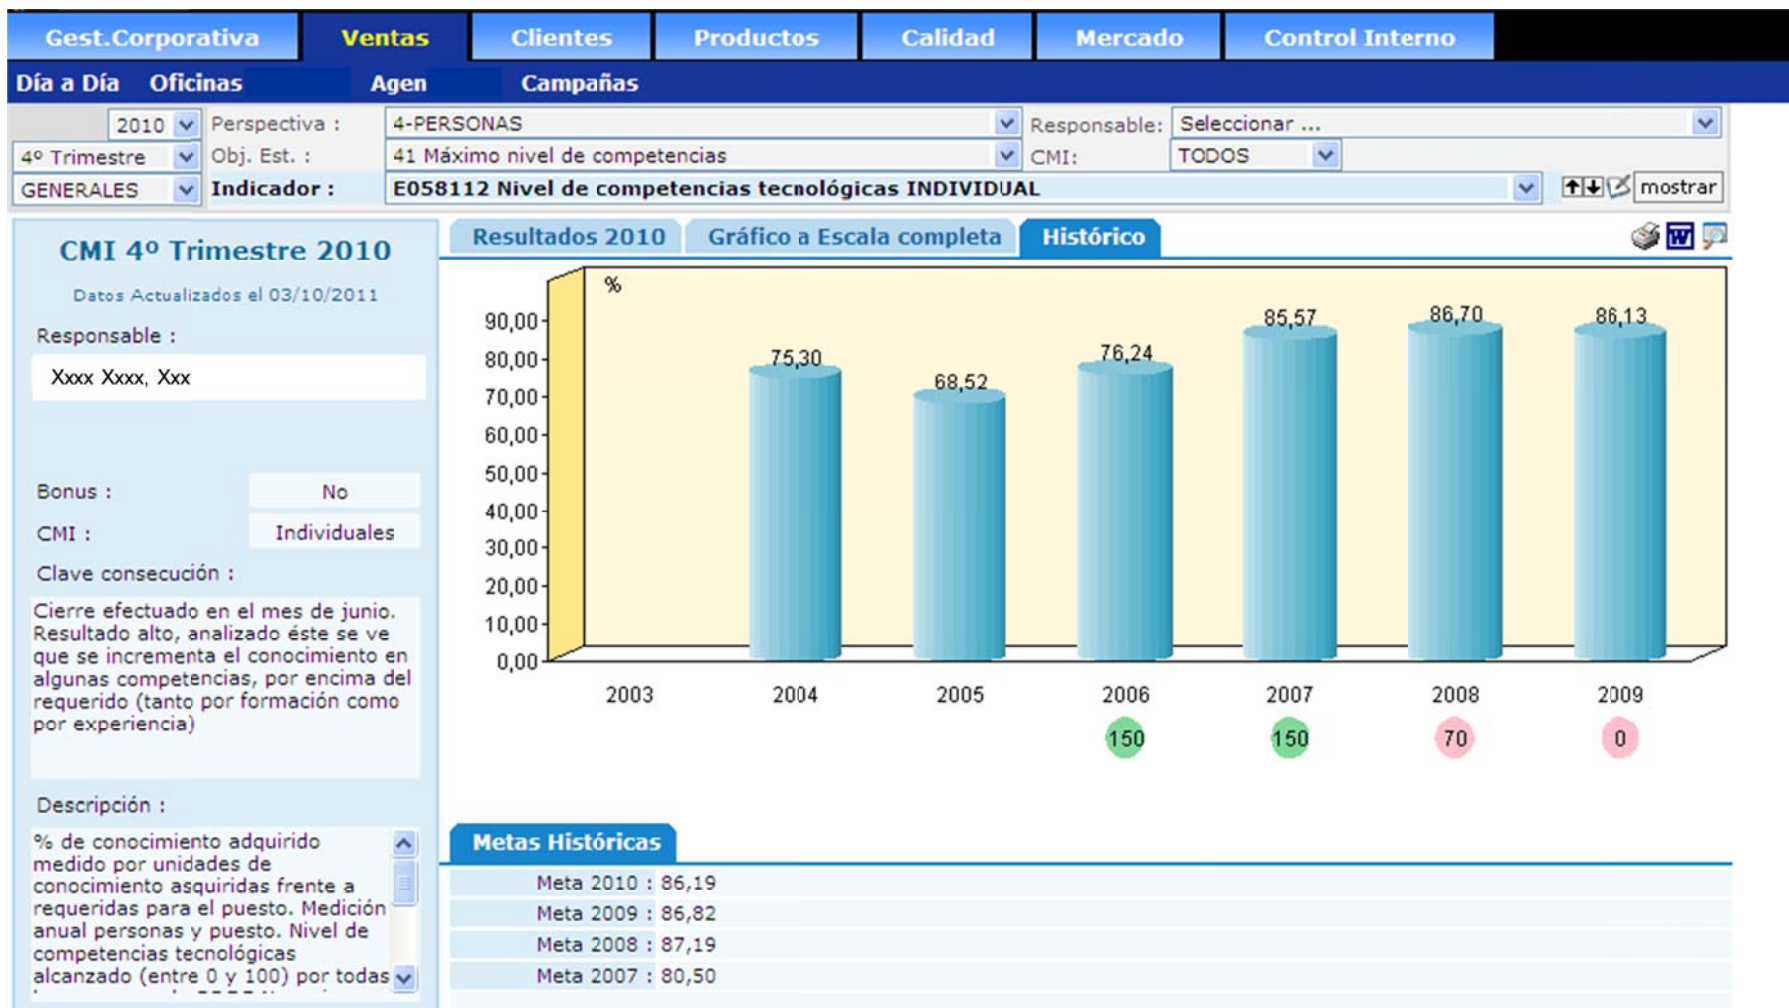 Gest.Corporativa Ventas Clientes Productos Calidad Mercado Control Interno
Día a Día Oficinas Agen Campañas
2010 Perspectiva : 4-PERSONAS Responsable: Seleccionar ...
4º Trimestre Obj. Est. : 41 Máximo nivel de competencias CMI: TODOS
GENERALES Indicador : E058112 Nivel de competencias tecnológicas INDIVIDUAL mostrar
CMI 4º Trimestre 2010
Datos Actualizados el 03/10/2011
Responsable :
Xxxx Xxxx, Xxx
Bonus : No
CMI : Individuales
Clave consecución :
Cierre efectuado en el mes de junio.
Resultado alto, analizado éste se ve
que se incrementa el conocimiento en
algunas competencias, por encima del
requerido (tanto por formación como
por experiencia)
Descripción :
% de conocimiento adquirido
medido por unidades de
conocimiento asquiridas frente a
requeridas para el puesto. Medición
anual personas y puesto. Nivel de
competencias tecnológicas
alcanzado (entre 0 y 100) por todas
Resultados 2010 Gráfico a Escala completa Histórico
W
%
90,00
80,00
70,00
60,00
50,00
40,00
30,00
20,00
10,00
0,00
75,30 68,52 76,24 85,57 86,70 86,13
2003 2004 2005 2006 2007 2008 2009
150 150 70 0
Metas Históricas
Meta 2010 : 86,19
Meta 2009 : 86,82
Meta 2008 : 87,19
Meta 2007 : 80,50